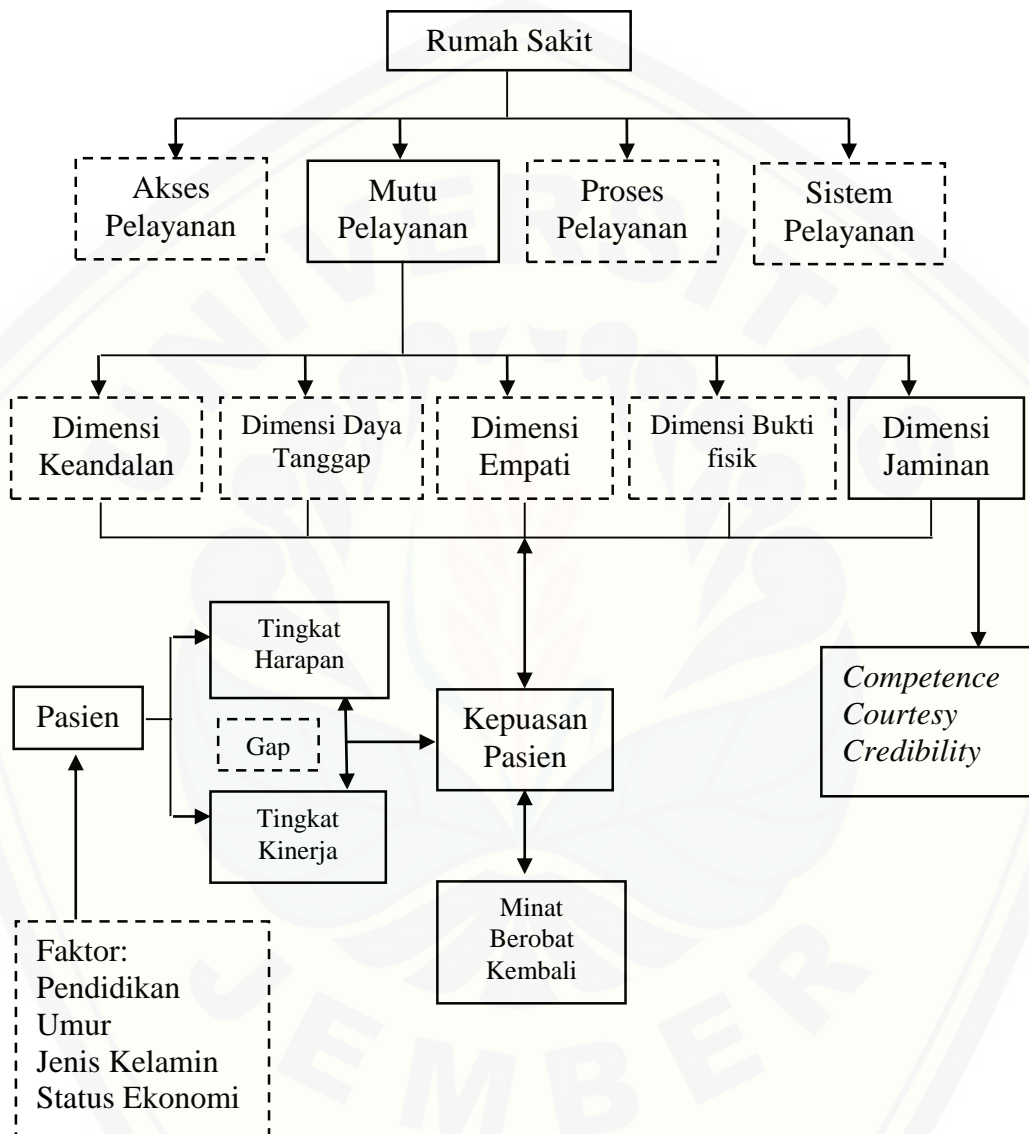 Rumah Sakit
Akses
Pelayanan
Mutu
Pelayanan
Proses
Pelayanan
Sistem
Pelayanan
Dimensi
Keandalan
Dimensi Daya
Tanggap
Dimensi
Empati
Dimensi Bukti
fisik
Dimensi
Jaminan
Tingkat
Harapan
Pasien
Gap
Kepuasan
Pasien
Competence
Courtesy
Credibility
Tingkat
Kinerja
Minat
Berobat
Kembali
Faktor:
Pendidikan
Umur
Jenis Kelamin
Status Ekonomi
UNIVERSITAS
JEMBER